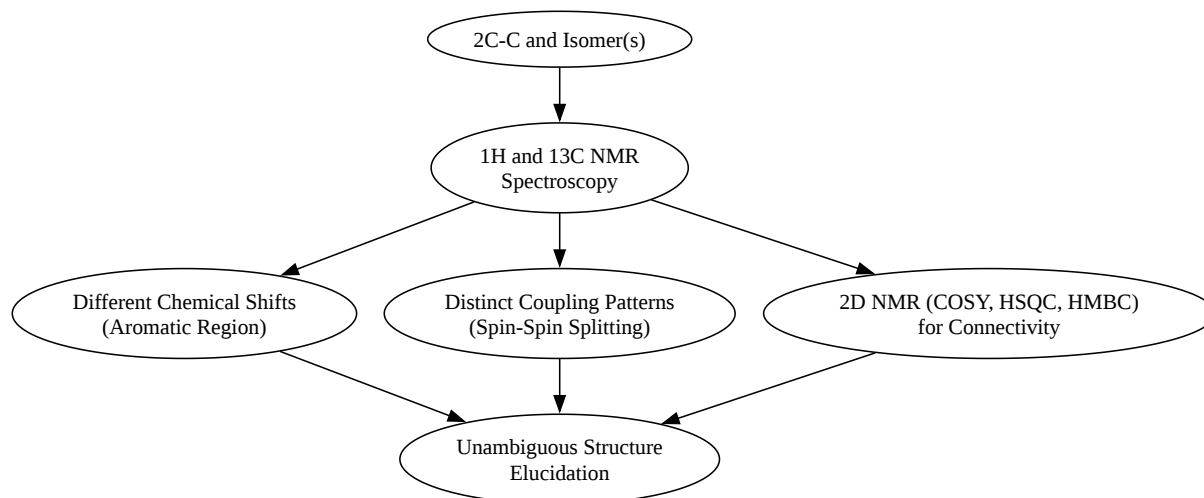 2C-C and Isomer(s)
1H and 13C NMR
Spectroscopy
Different Chemical Shifts
(Aromatic Region)
Distinct Coupling Patterns
(Spin-Spin Splitting)
2D NMR (COSY, HSQC, HMBC)
for Connectivity
Unambiguous Structure
Elucidation